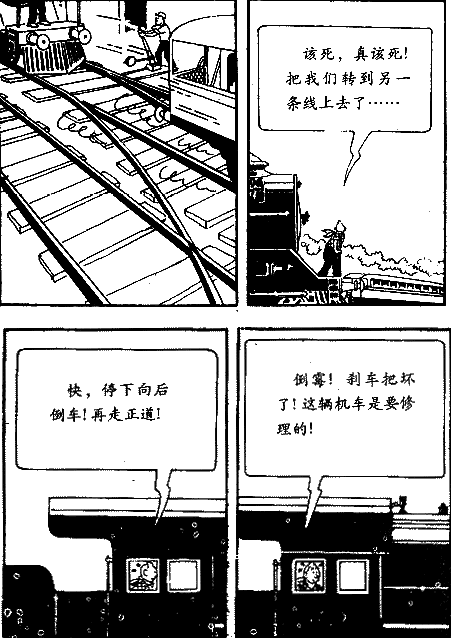 该死，真该死！
把我们转到另一
条线上去了……
快，停下向后
倒车！再走正道！
倒霉！刹车把坏
了！这辆机车是要修
理的！